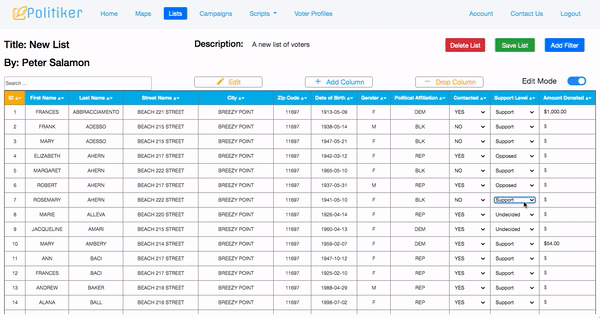 Politiker Home Maps Lists Campaigns Scripts Voter Profiles Account Contact Us Logout
Title: New List Description: A new list of voters Delete List Save List Add Filter
By: Peter Salamon
Search ... Edit + Add Column − Drop Column Edit Mode
ID First Name Last Name Street Name City Zip Code Date of Birth Gender Political Affiliation Contacted Support Level Amount Donated
1 FRANCES ABBRACCIAMENTO BEACH 221 STREET BREEZY POINT 11697 1913-05-09 F DEM YES Support $1,000.00
2 FRANK ADESSO BEACH 215 STREET BREEZY POINT 11697 1938-05-14 M BLK NO Support $
3 MARY ADESSO BEACH 215 STREET BREEZY POINT 11697 1947-05-21 F BLK NO Support $
4 ELIZABETH AHERN BEACH 217 STREET BREEZY POINT 11697 1942-03-12 F REP YES Opposed $
5 MARGARET AHERN BEACH 222 STREET BREEZY POINT 11697 1965-05-10 F BLK NO Support $
6 ROBERT AHERN BEACH 217 STREET BREEZY POINT 11697 1937-05-31 M REP YES Opposed $
7 ROSEMARY AHERN BEACH 222 STREET BREEZY POINT 11697 1941-05-10 F BLK NO Support $
8 MARIE ALLEVA BEACH 220 STREET BREEZY POINT 11697 1926-04-14 F REP YES Undecided $
9 JACQUELINE AMARI BEACH 215 STREET BREEZY POINT 11697 1960-04-13 F DEM YES Undecided $
10 MARY AMBERY BEACH 214 STREET BREEZY POINT 11697 1959-02-07 F DEM YES Support $54.00
11 ANN BACI BEACH 217 STREET BREEZY POINT 11697 1947-10-12 F REP YES Support $
12 FRANCES BACI BEACH 217 STREET BREEZY POINT 11697 1925-02-10 F REP YES Support $
13 ANDREW BAKER BEACH 219 STREET BREEZY POINT 11697 1988-04-29 M REP YES Support $
14 ALANA BALL BEACH 216 STREET BREEZY POINT 11697 1998-07-02 F REP YES Support $